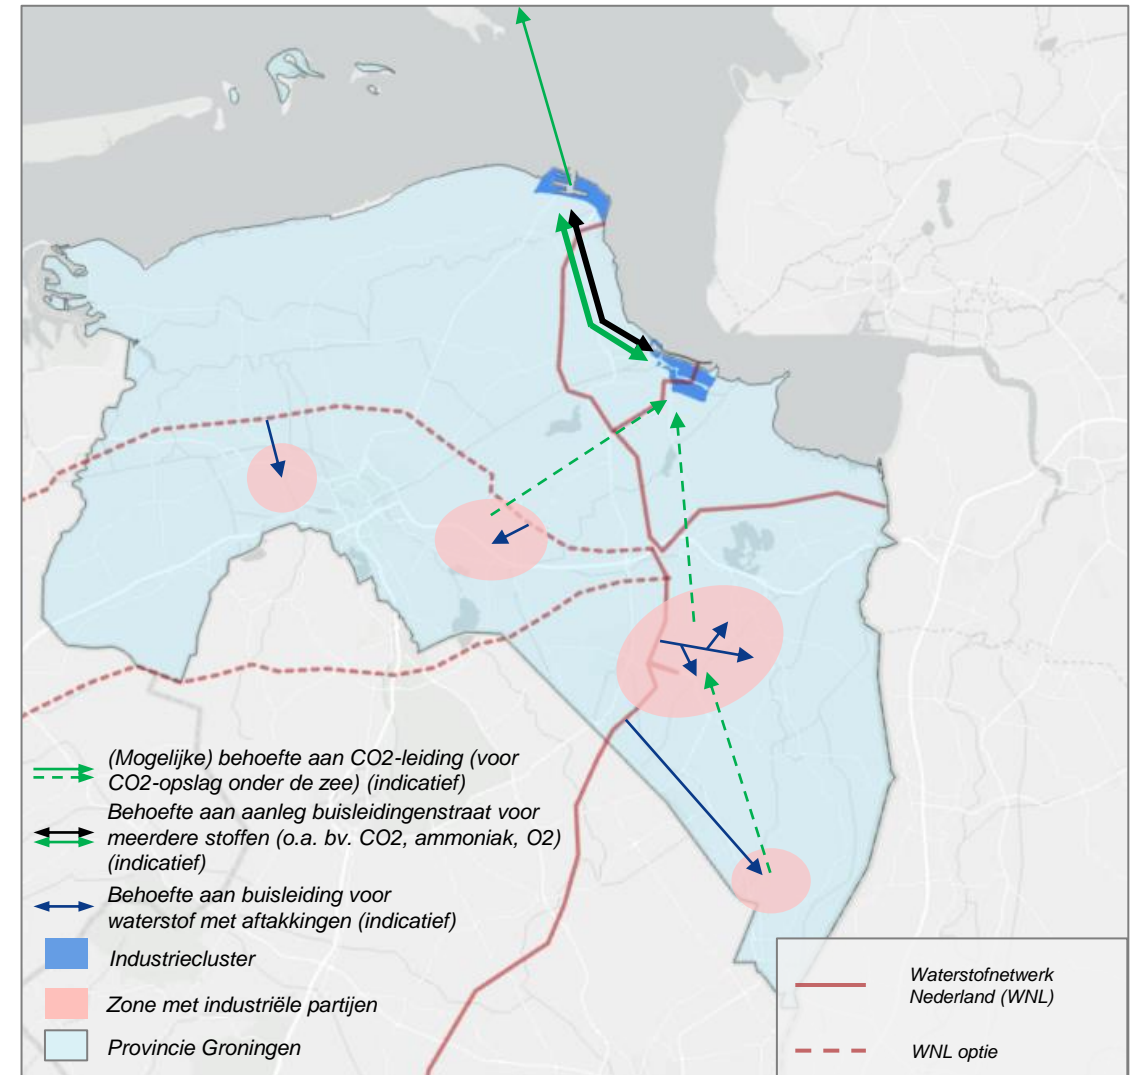 (Mogelijke) behoefte aan CO2-leiding (voor
CO2-opslag onder de zee) (indicatief)
Behoefte aan aanleg buisleidingenstraat voor
meerdere stoffen (o.a. bv. CO2, ammoniak, O2)
(indicatief)
Behoefte aan buisleiding voor
waterstof met aftakkingen (indicatief)
Industriecluster
Zone met industriële partijen
Provincie Groningen
Waterstofnetwerk
Nederland (WNL)
WNL optie